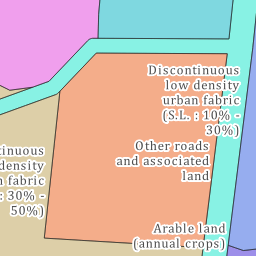 Discontinuous
low density
urban fabric
(S.L. : 10% -
30%)
Other roads
and associated
land
tinuous
density
fabric
: 30% -
50%)
Arable land
(annual crops)